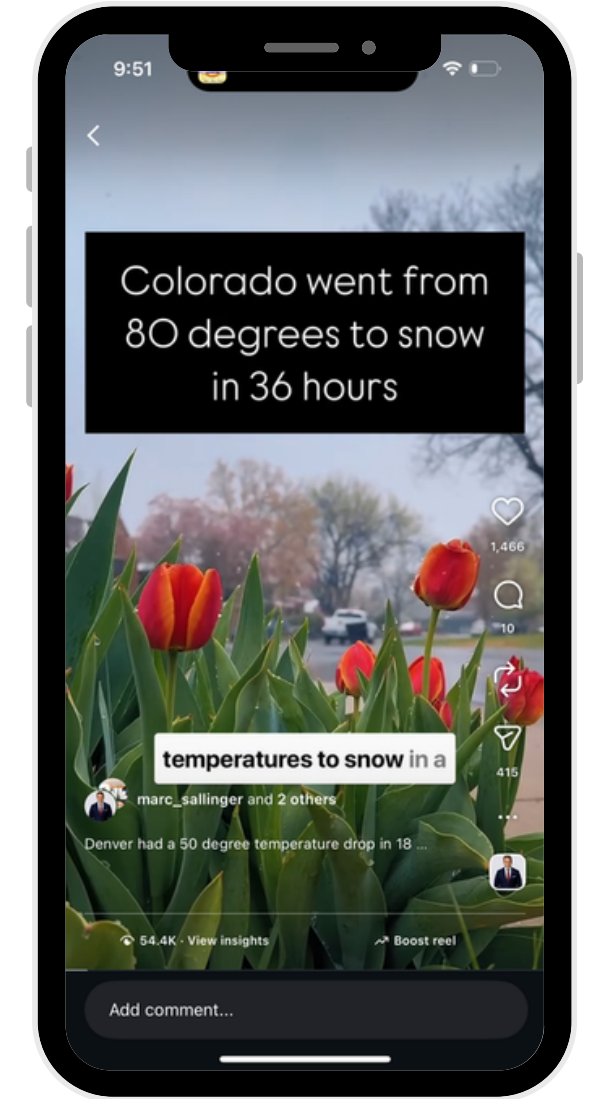 9:51
Colorado went from
80 degrees to snow
in 36 hours
1,466
10
temperatures to snow in a
415
marc_sallinger and 2 others
Denver had a 50 degree temperature drop in 18 ...
54.4K · View insights
Boost reel
Add comment...